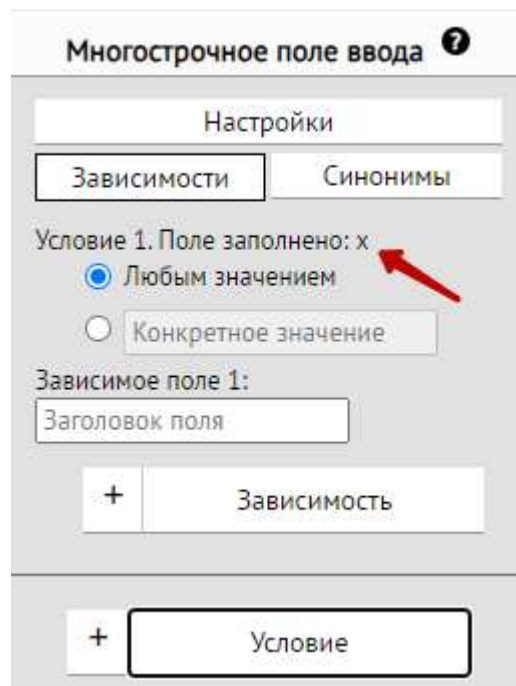 Многострочное поле ввода ?
Настройки
Зависимости Синонимы
Условие 1. Поле заполнено: x
Любым значением
Конкретное значение
Зависимое поле 1:
Заголовок поля
+ Зависимость
+ Условие